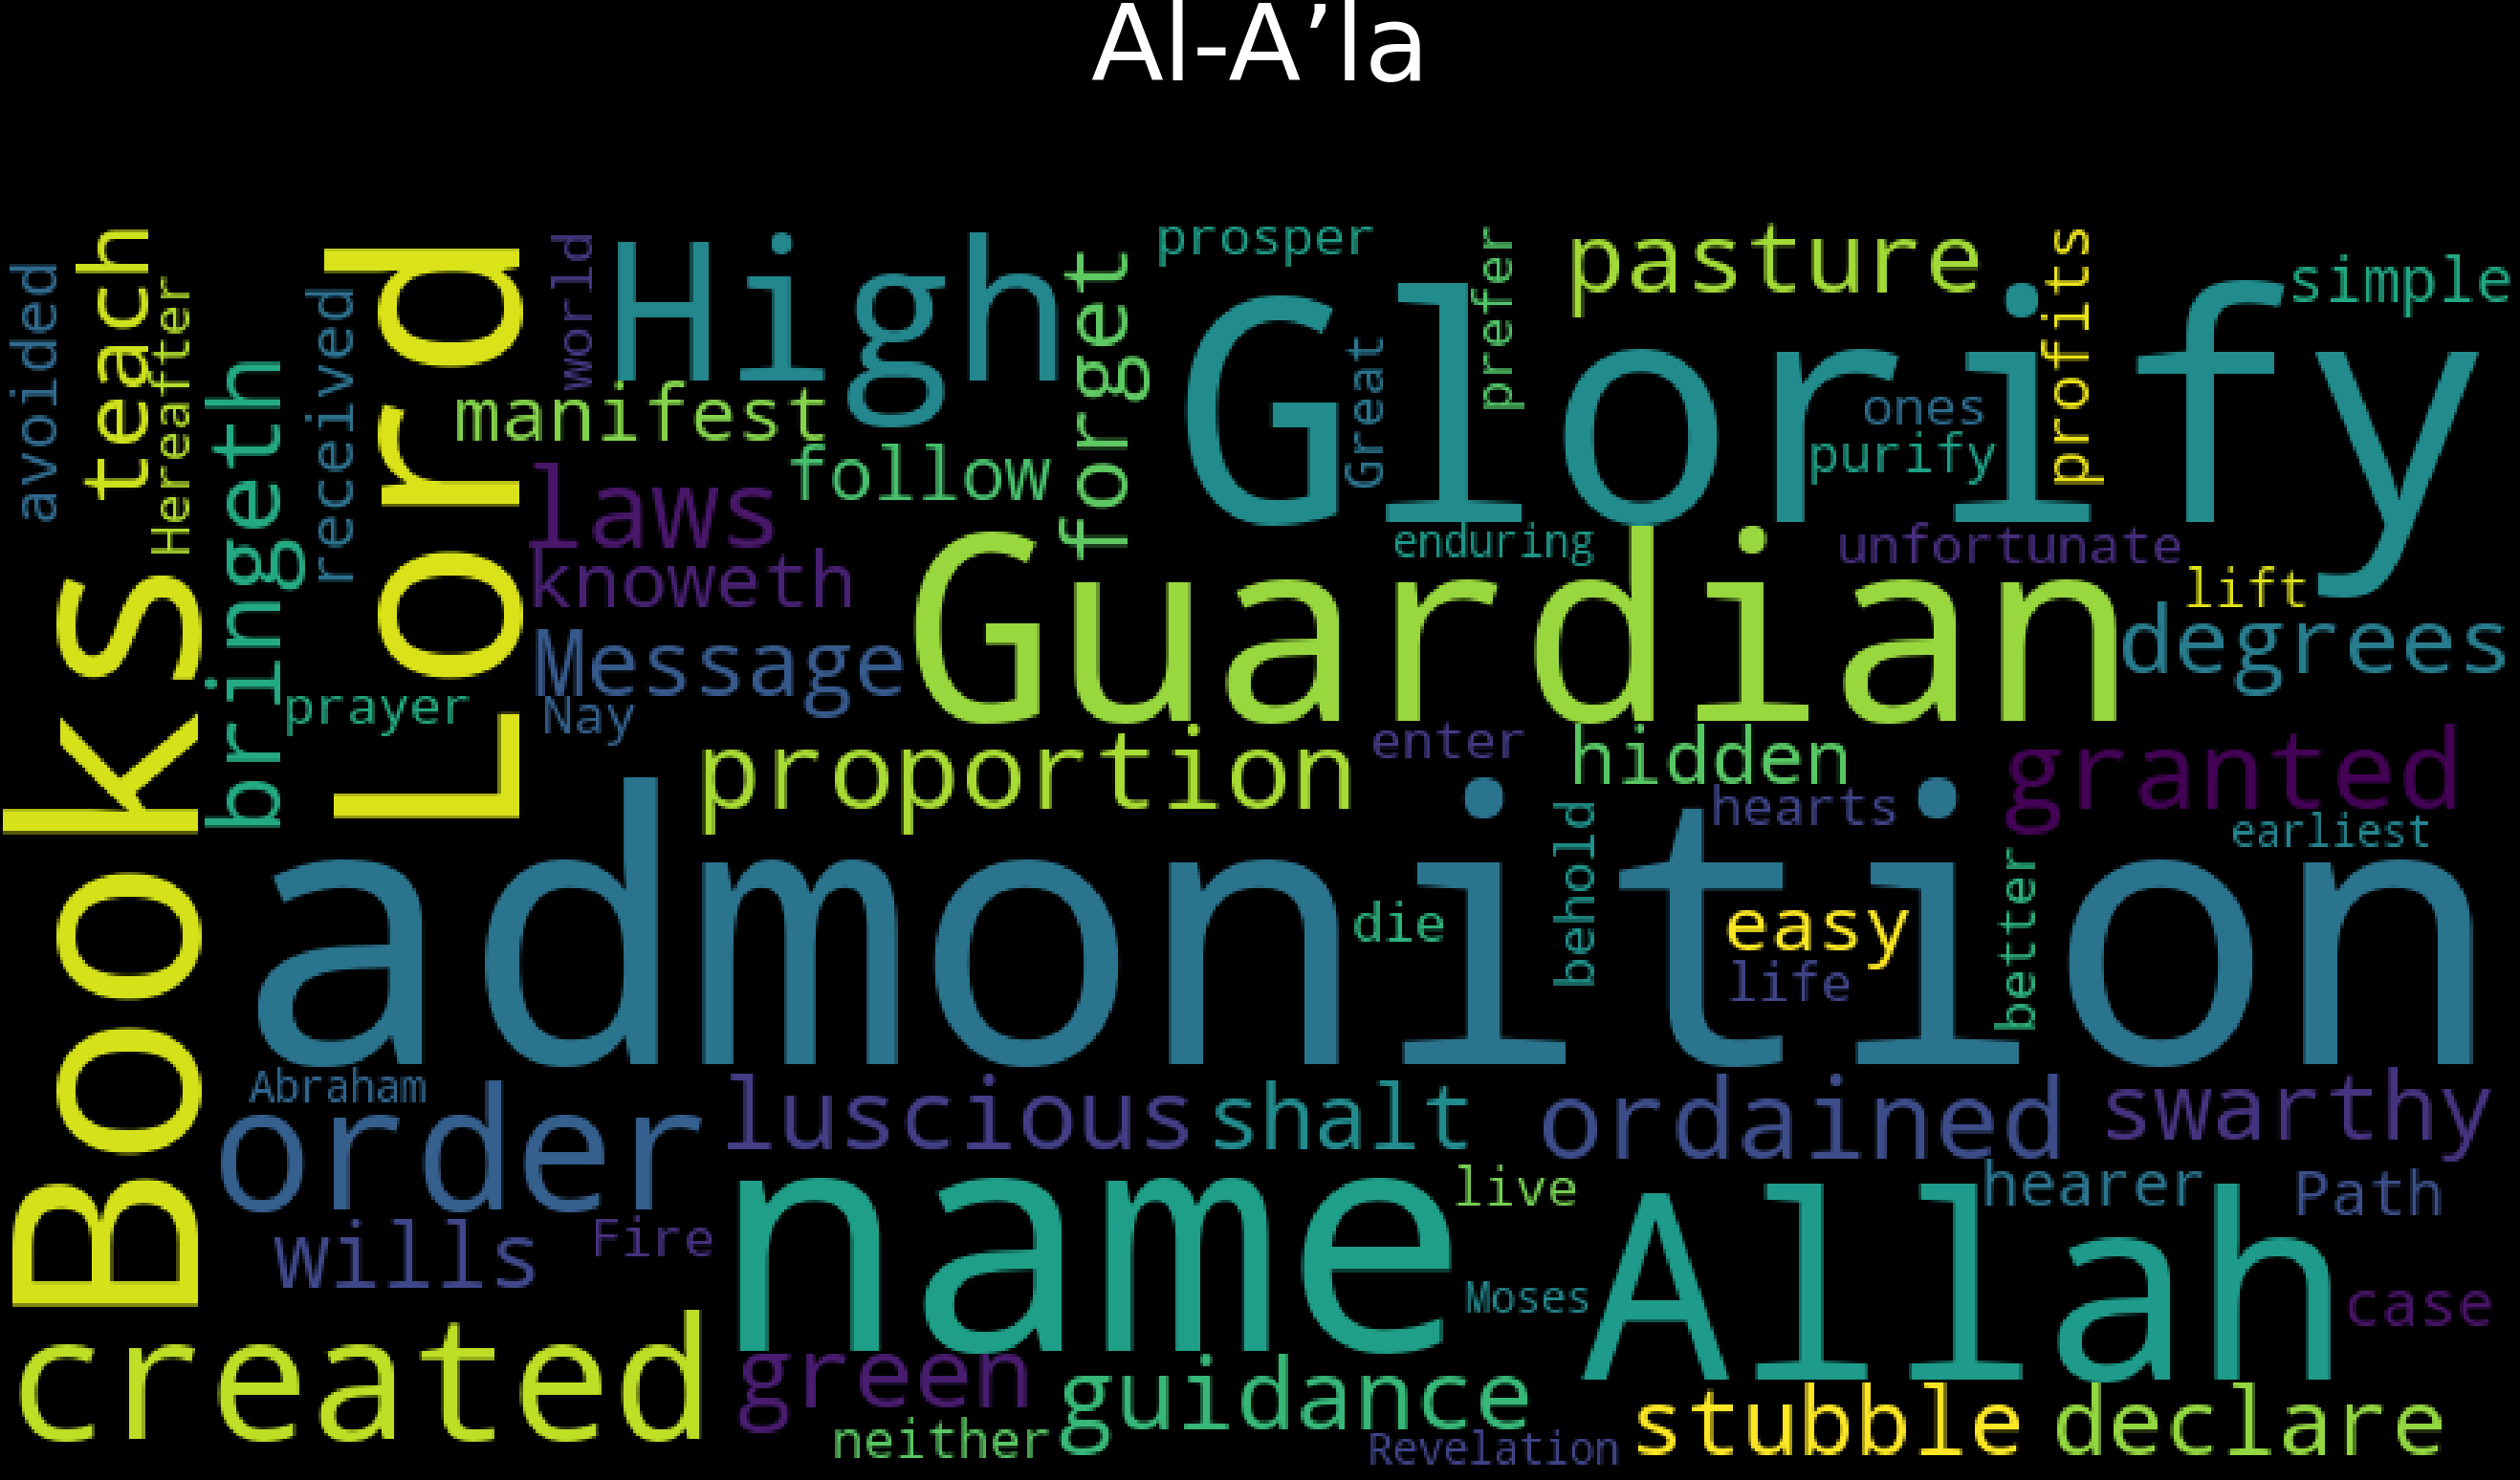 Al-A’la
avoided
teach
Hereafter
bringeth
received
Lord
world
High
manifest
follow
forget
prosper
Glorify
Great
prefer
pasture
ones
purify
profits
simple
laws
knoweth
Message
Nay
prayer
Books
Guardian
enduring
unfortunate
lift
degrees
proportion
enter
hidden
hearts
granted
earliest
admonition
die
behold
easy
life
better
Abraham
order
luscious
shalt
ordained
swarthy
wills
Fire
name
live
Allah
hearer
Path
Moses
case
created
green
guidance
neither
Revelation
stubble
declare